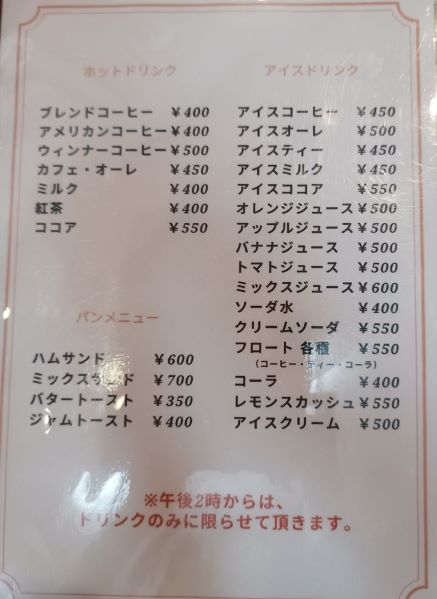 ホットドリンク
ブレンドコーヒー ¥400
アメリカンコーヒー ¥400
ウィンナーコーヒー ¥500
カフェ・オーレ ¥450
ミルク ¥400
紅茶 ¥400
ココア ¥550
パンメニュー
ハムサンド ¥600
ミックスサンド ¥700
バタートースト ¥350
ジャムトースト ¥400
アイスドリンク
アイスコーヒー ¥450
アイスオーレ ¥500
アイスティー ¥450
アイスミルク ¥450
アイスココア ¥550
オレンジジュース ¥500
アップルジュース ¥500
バナナジュース ¥500
トマトジュース ¥500
ミックスジュース ¥600
ソーダ水 ¥400
クリームソーダ ¥550
フロート 各種 ¥550
(コーヒー・ティー・コーラ)
コーラ ¥400
レモンスカッシュ ¥550
アイスクリーム ¥500
※午後2時からは、
ドリンクのみに限らせて頂きます。